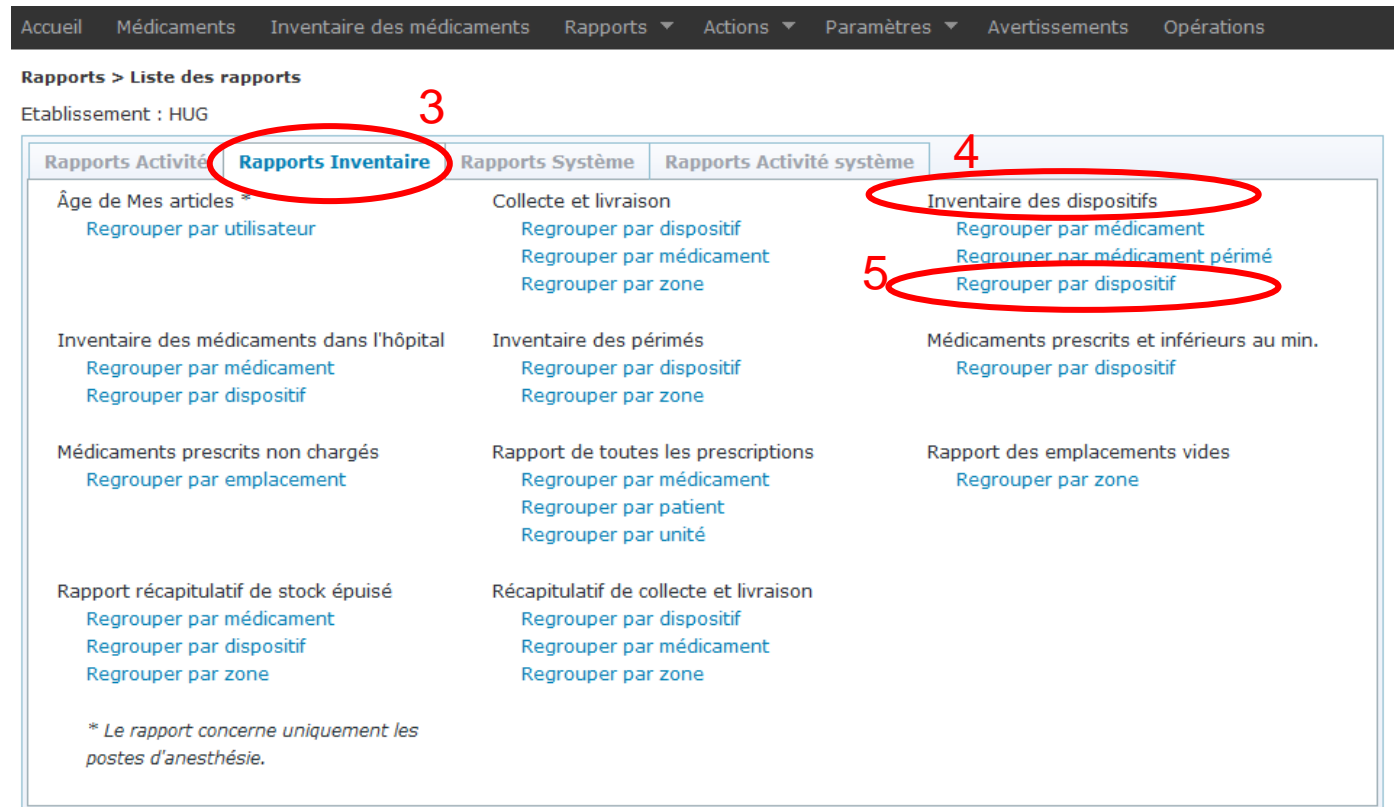 Accueil Médicaments Inventaire des médicaments Rapports Actions Paramètres Avertissements Opérations
Rapports > Liste des rapports
Etablissement : HUG
3
Rapports Activité Rapports Inventaire Rapports Système Rapports Activité système
4
Âge de Mes articles *
Regrouper par utilisateur
Collecte et livraison
Regrouper par dispositif
Regrouper par médicament
Regrouper par zone
Inventaire des dispositifs
Regrouper par médicament
Regrouper par médicament périmé
5
Regrouper par dispositif
Inventaire des médicaments dans l'hôpital
Regrouper par médicament
Regrouper par dispositif
Inventaire des périmés
Regrouper par dispositif
Regrouper par zone
Médicaments prescrits et inférieurs au min.
Regrouper par dispositif
Médicaments prescrits non chargés
Regrouper par emplacement
Rapport de toutes les prescriptions
Regrouper par médicament
Regrouper par patient
Regrouper par unité
Rapport des emplacements vides
Regrouper par zone
Rapport récapitulatif de stock épuisé
Regrouper par médicament
Regrouper par dispositif
Regrouper par zone
Récapitulatif de collecte et livraison
Regrouper par dispositif
Regrouper par médicament
Regrouper par zone
* Le rapport concerne uniquement les
postes d'anesthésie.